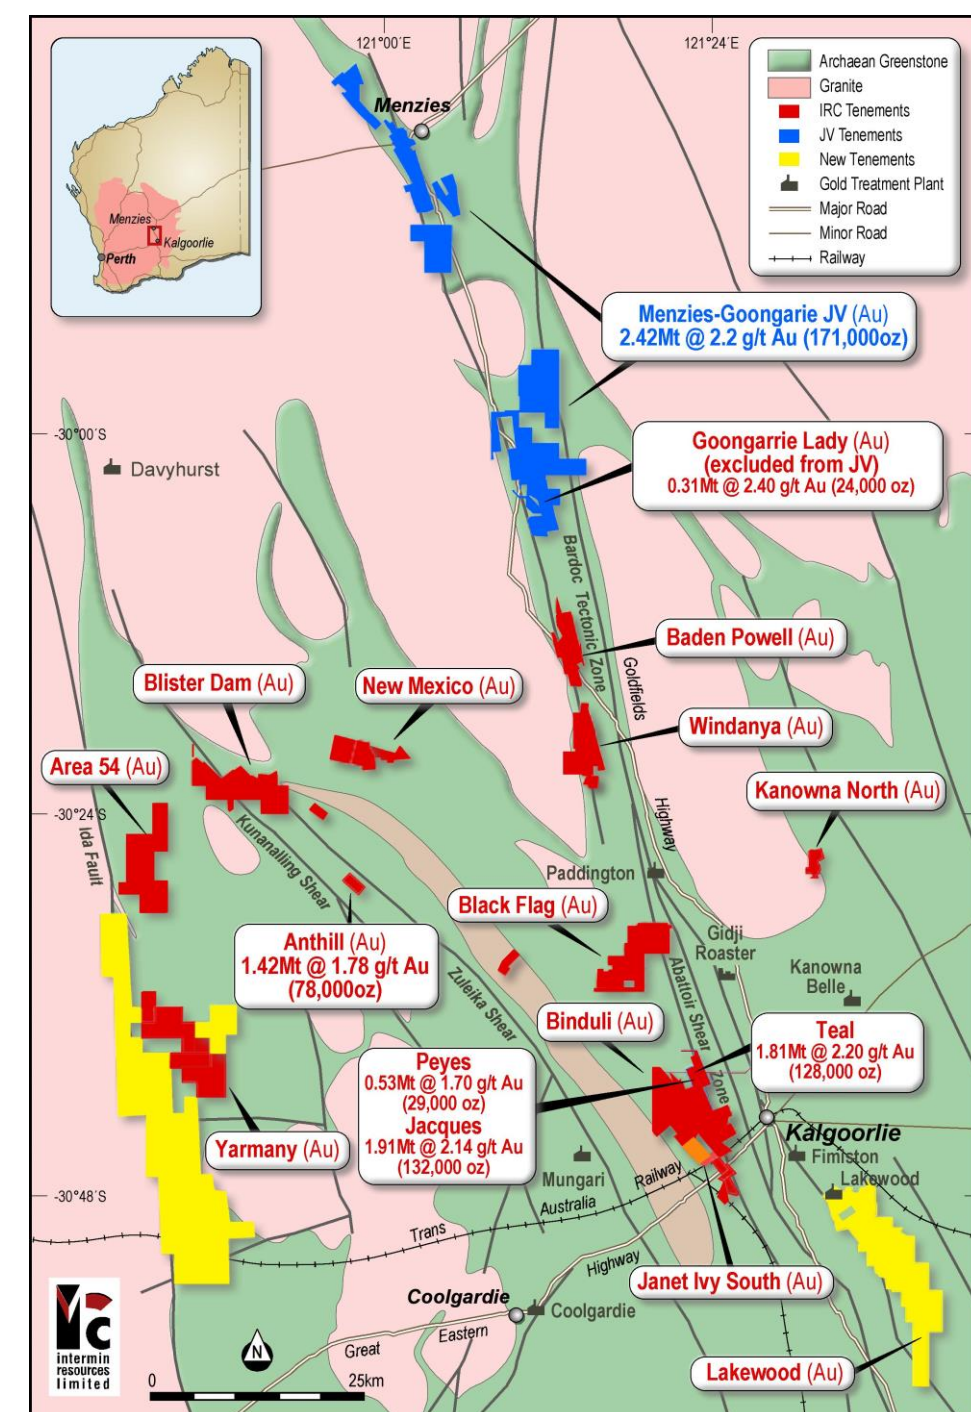 121°00´E
121°24´E
Archaean Greenstone
Granite
IRC Tenements
JV Tenements
New Tenements
Gold Treatment Plant
Major Road
Minor Road
Railway
Menzies
Menzies
Kalgoorlie
Perth
Menzies-Goongarie JV (Au)
2.42Mt @ 2.2 g/t Au (171,000oz)
-30°00´S
Davyhurst
Goongarrie Lady (Au)
(excluded from JV)
0.31Mt @ 2.40 g/t Au (24,000 oz)
Bardoc Tectonic Zone
Baden Powell (Au)
Goldfields
Highway
Blister Dam (Au)
New Mexico (Au)
Windanya (Au)
Area 54 (Au)
Kanowna North (Au)
-30°24´S
Ida Fault
Kunanalling Shear
Paddington
Black Flag (Au)
Anthill (Au)
1.42Mt @ 1.78 g/t Au
(78,000oz)
Zuleika Shear
Gidji
Roaster
Kanowna
Belle
Abattoir Shear
Zone
Binduli (Au)
Teal
1.81Mt @ 2.20 g/t Au
(128,000 oz)
Peyes
0.53Mt @ 1.70 g/t Au
(29,000 oz)
Jacques
1.91Mt @ 2.14 g/t Au
(132,000 oz)
Kalgoorlie
Yarmany (Au)
Mungari
Fimiston
Lakewood
-30°48´S
Trans
Australia
Railway
Janet Ivy South (Au)
Highway
Coolgardie
Coolgardie
Great
Eastern
Lakewood (Au)
N
0
25km
intermin
resources
limited